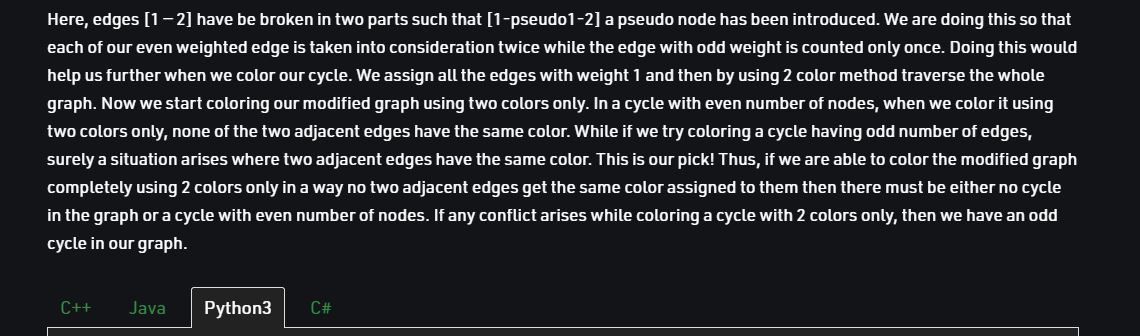 Here, edges [1 – 2] have be broken in two parts such that [1-pseudo1-2] a pseudo node has been introduced. We are doing this so that
each of our even weighted edge is taken into consideration twice while the edge with odd weight is counted only once. Doing this would
help us further when we color our cycle. We assign all the edges with weight 1 and then by using 2 color method traverse the whole
graph. Now we start coloring our modified graph using two colors only. In a cycle with even number of nodes, when we color it using
two colors only, none of the two adjacent edges have the same color. While if we try coloring a cycle having odd number of edges,
surely a situation arises where two adjacent edges have the same color. This is our pick! Thus, if we are able to color the modified graph
completely using 2 colors only in a way no two adjacent edges get the same color assigned to them then there must be either no cycle
in the graph or a cycle with even number of nodes. If any conflict arises while coloring a cycle with 2 colors only, then we have an odd
cycle in our graph.
C++ Java Python3 C#